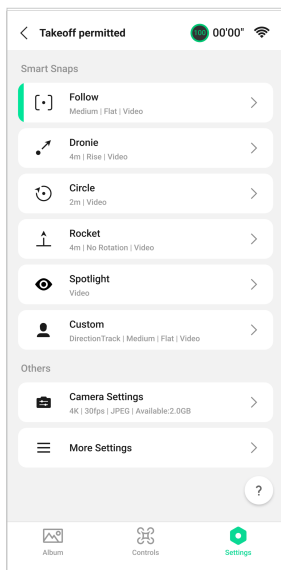 Takeoff permitted
100
00'00"
Smart Snaps
Follow
Medium | Flat | Video
Dronie
4m | Rise | Video
Circle
2m | Video
Rocket
4m | No Rotation | Video
Spotlight
Video
Custom
DirectionTrack | Medium | Flat | Video
Others
Camera Settings
4K | 30fps | JPEG | Available:2.0GB
More Settings
?
Album
Controls
Settings